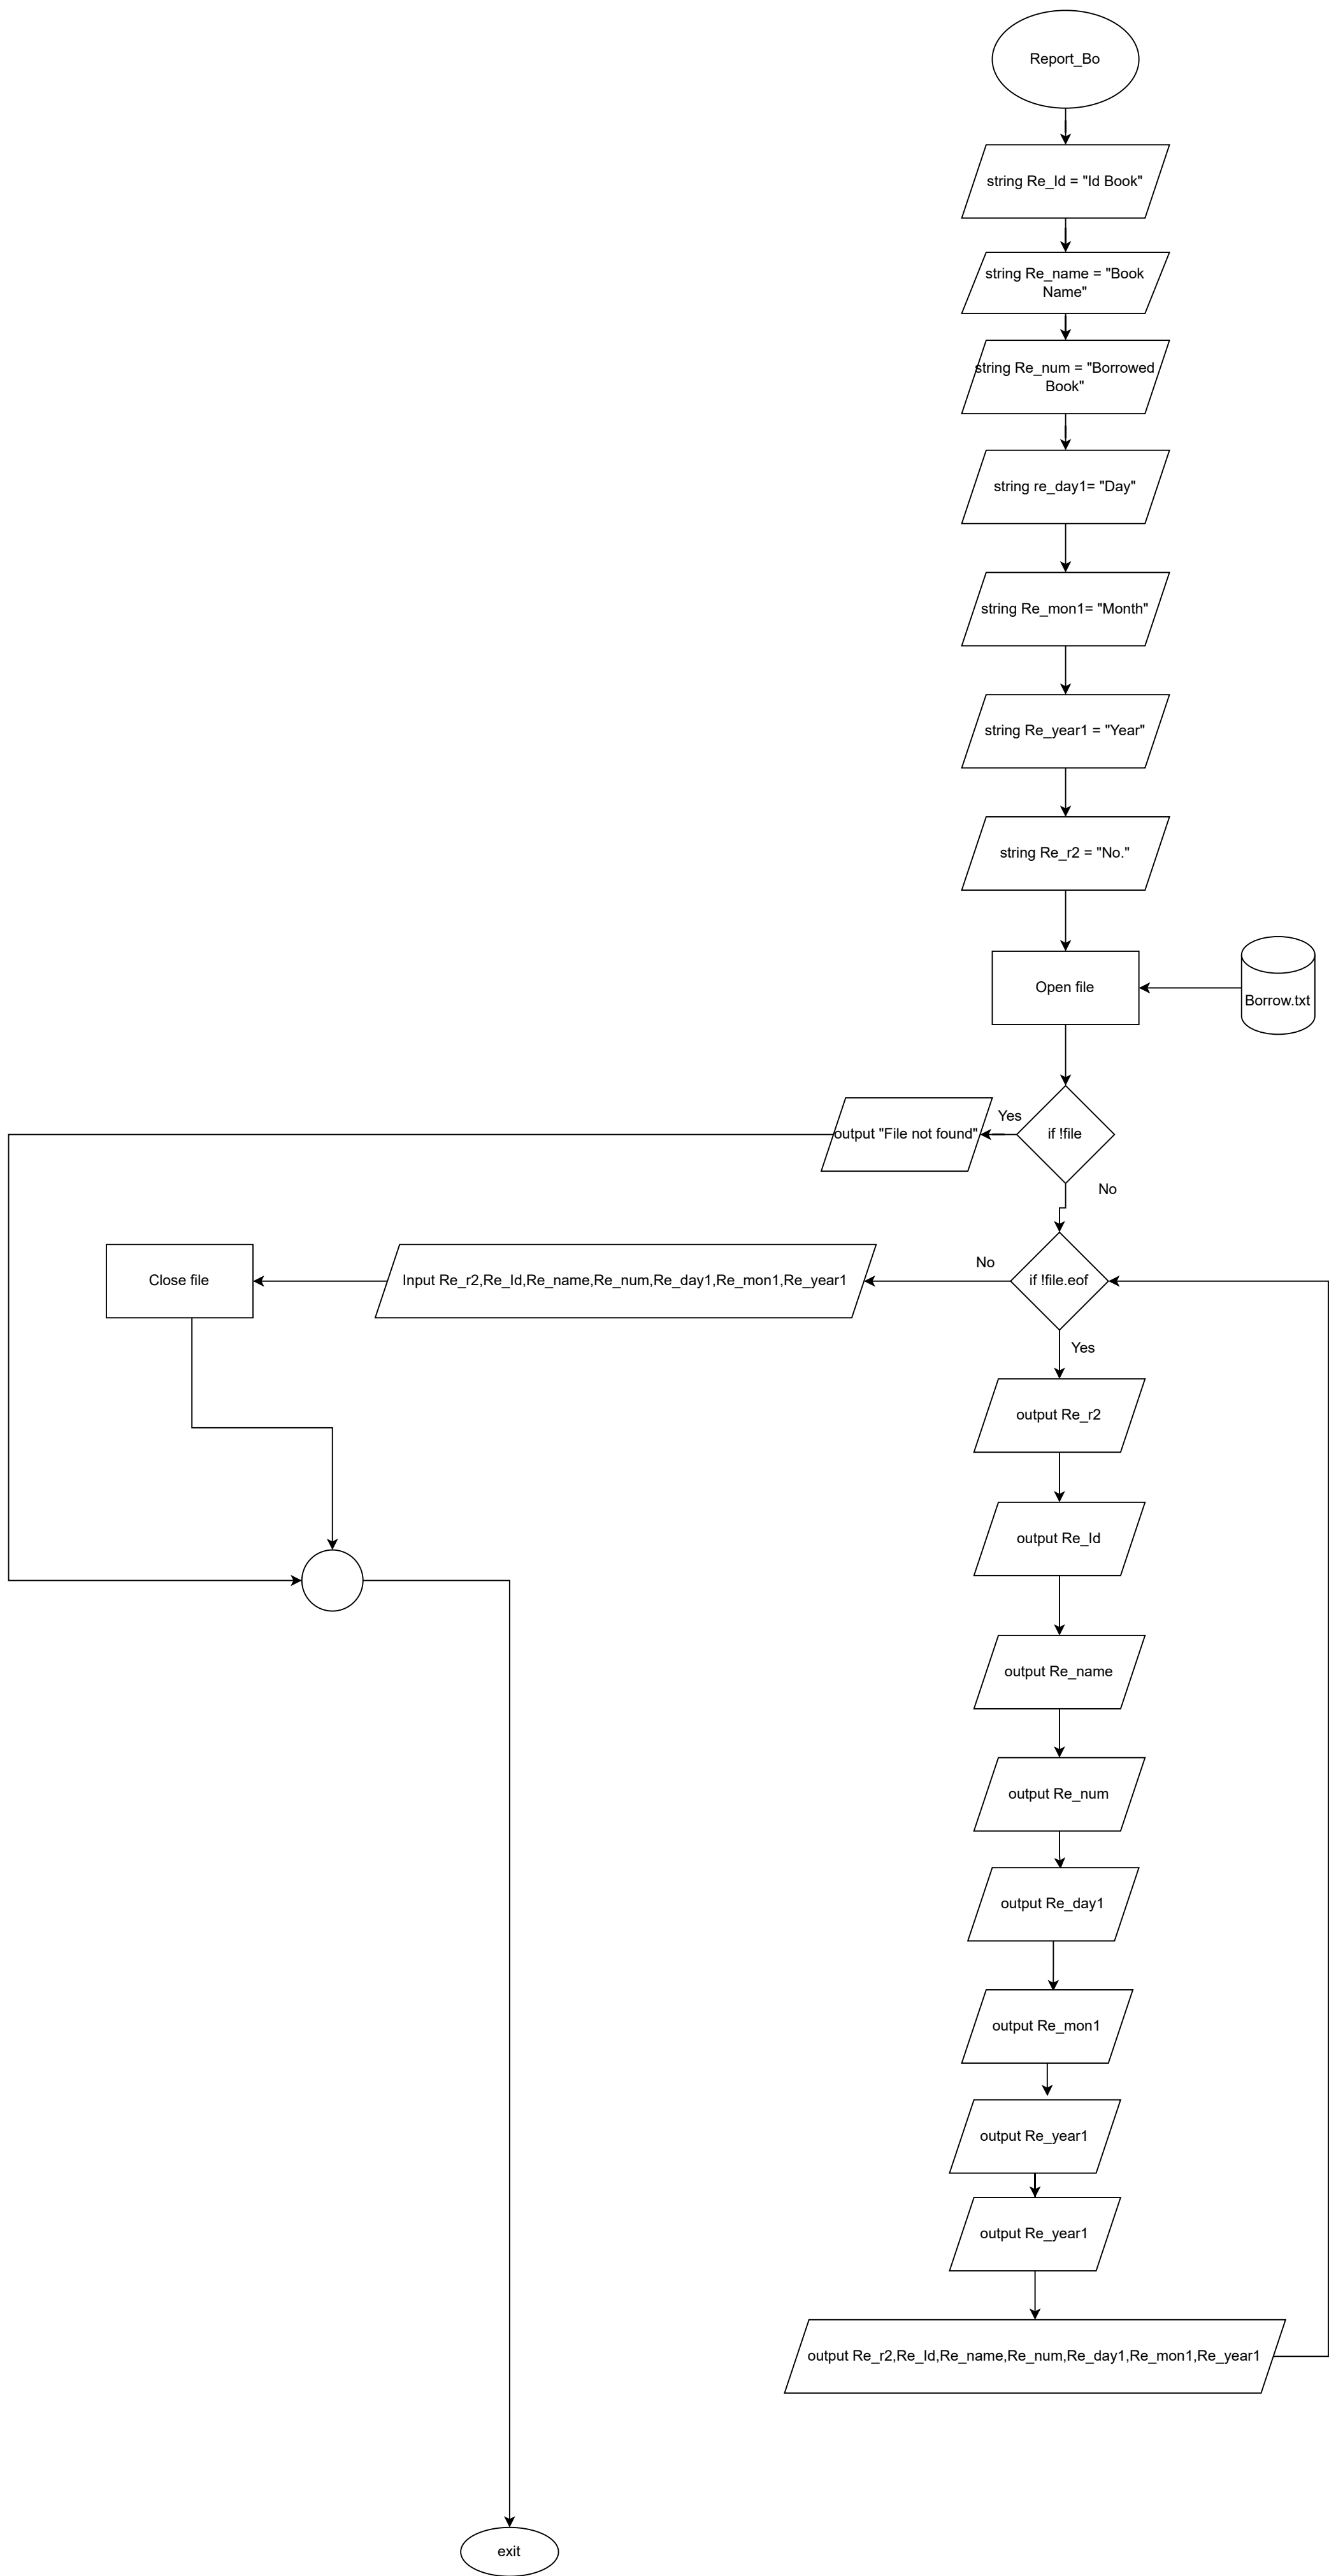 Report_Bo
string Re_Id = "Id Book"
string Re_name = "Book
Name"
string Re_num = "Borrowed
Book"
string re_day1= "Day"
string Re_mon1= "Month"
string Re_year1 = "Year"
string Re_r2 = "No."
Open file
Borrow.txt
if !file
Yes
output "File not found"
No
if !file.eof
No
Input Re_r2,Re_Id,Re_name,Re_num,Re_day1,Re_mon1,Re_year1
Close file
Yes
output Re_r2
output Re_Id
output Re_name
output Re_num
output Re_day1
output Re_mon1
output Re_year1
output Re_year1
output Re_r2,Re_Id,Re_name,Re_num,Re_day1,Re_mon1,Re_year1
exit